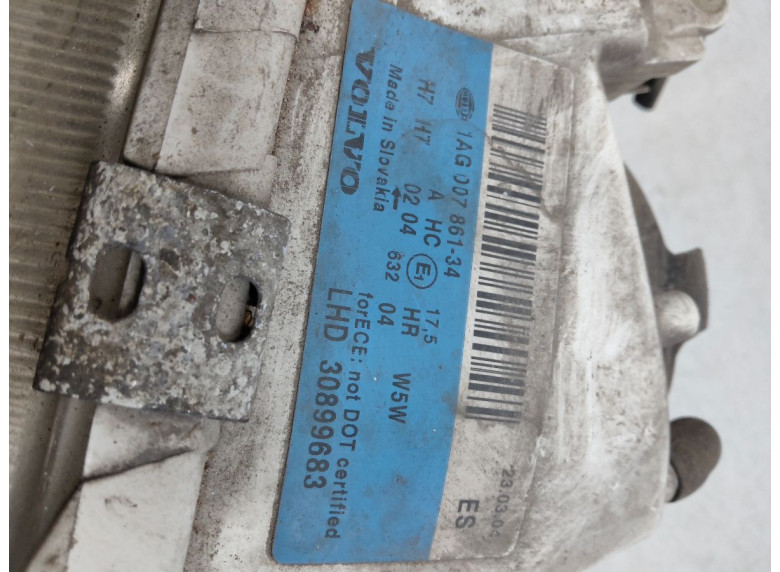 HELLA 1AG 007 861-34
H7 H7 A HC E1 17,5 HR W5W
02 04 632 04
Made in Slovakia
forECE; not DOT certified
VOLVO LHD 30899683
23-03-04
ES